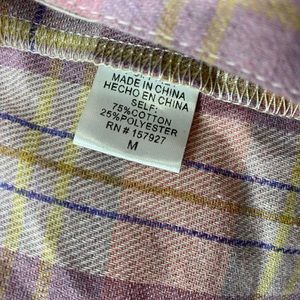 MADE IN CHINA
HECHO EN CHINA
SELF:
75%COTTON
25%POLYESTER
RN # 157927
M